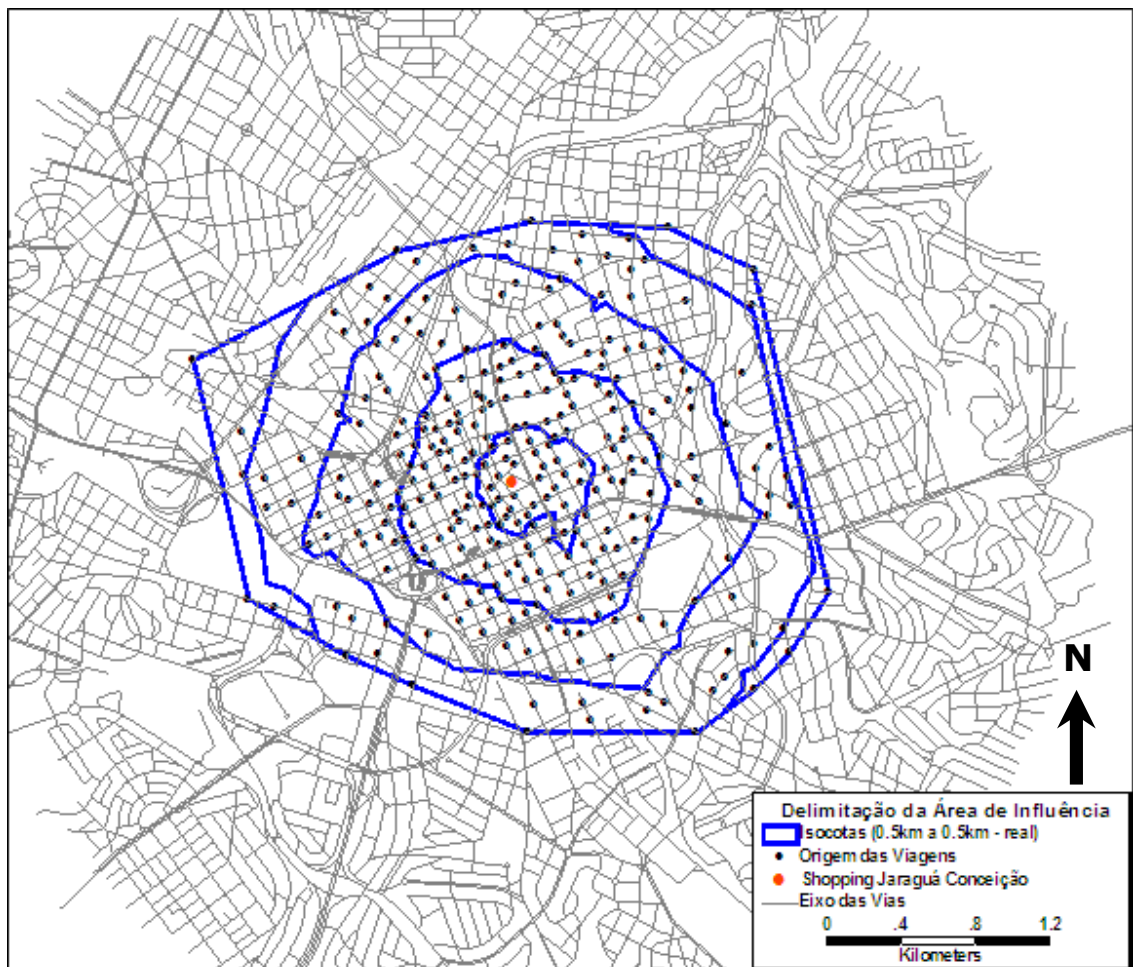 N
Delimitação da Área de Influência
Isocotas (0.5km a 0.5km - real)
Origem das Viagens
Shopping Jaraguá Conceição
Eixo das Vias
0 .4 .8 1.2
Kilometers